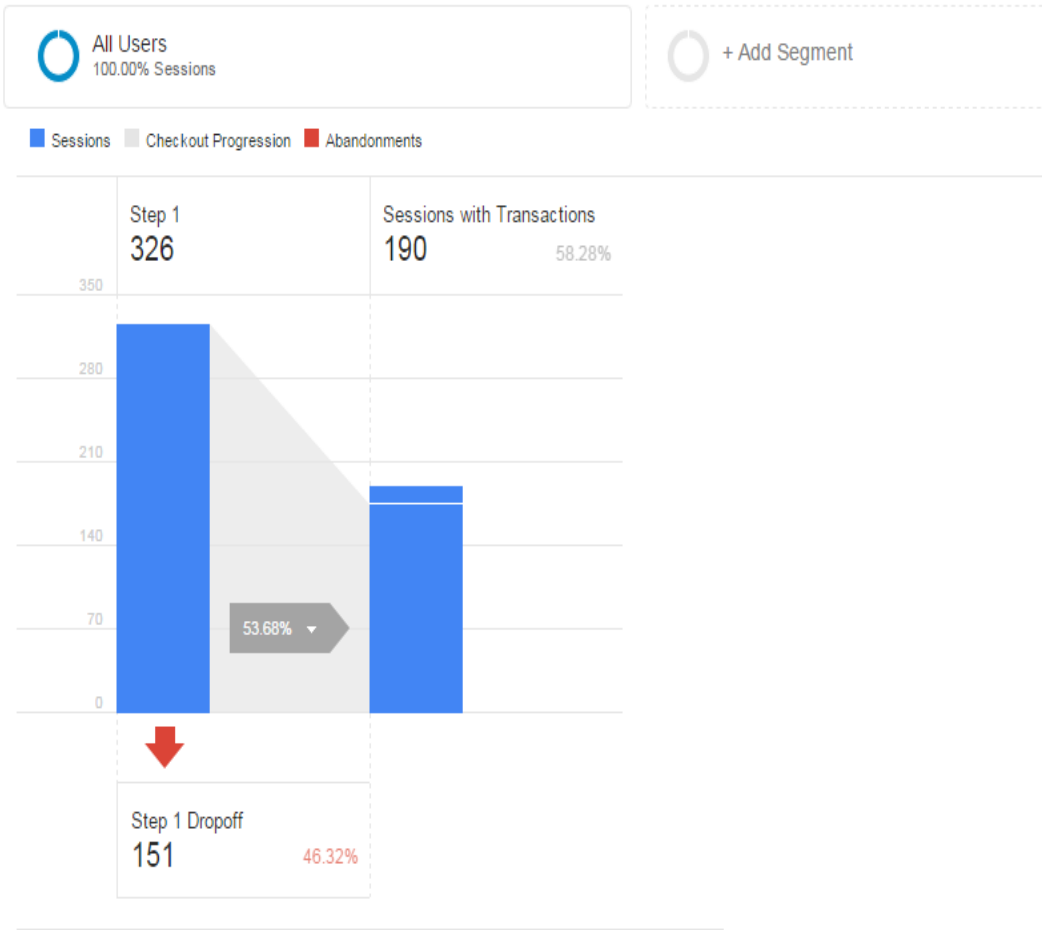 All Users
100.00% Sessions
+ Add Segment
Sessions Checkout Progression Abandonments
Step 1
326
Sessions with Transactions
190 58.28%
350
280
210
140
70
0
53.68%
Step 1 Dropoff
151 46.32%